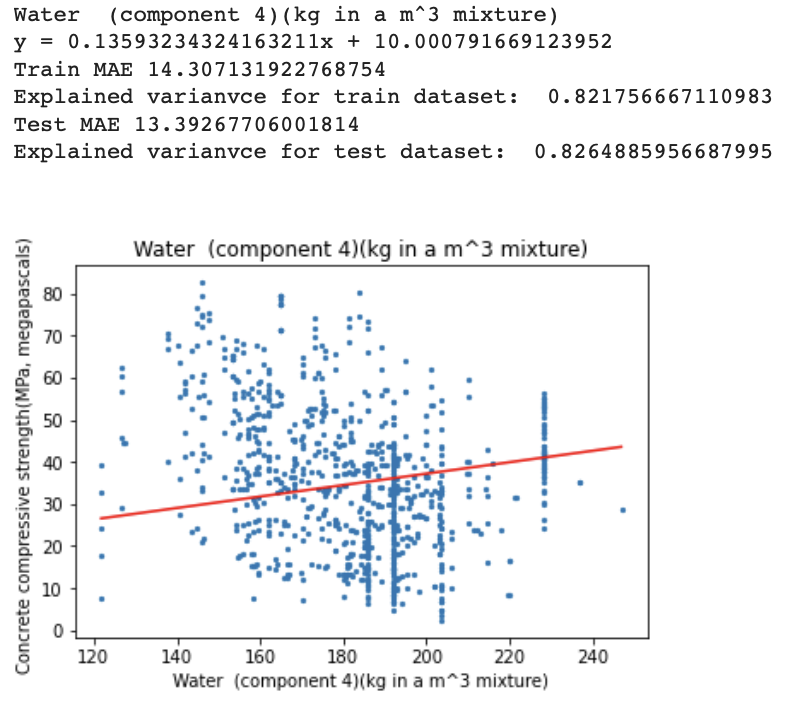 Water  (component 4)(kg in a m^3 mixture)
y = 0.13593234324163211x + 10.000791669123952
Train MAE 14.307131922768754
Explained varianvce for train dataset:  0.821756667110983
Test MAE 13.39267706001814
Explained varianvce for test dataset:  0.8264885956687995
Water  (component 4)(kg in a m^3 mixture)
Concrete compressive strength(MPa, megapascals)
80
70
60
50
40
30
20
10
0
120 140 160 180 200 220 240
Water  (component 4)(kg in a m^3 mixture)